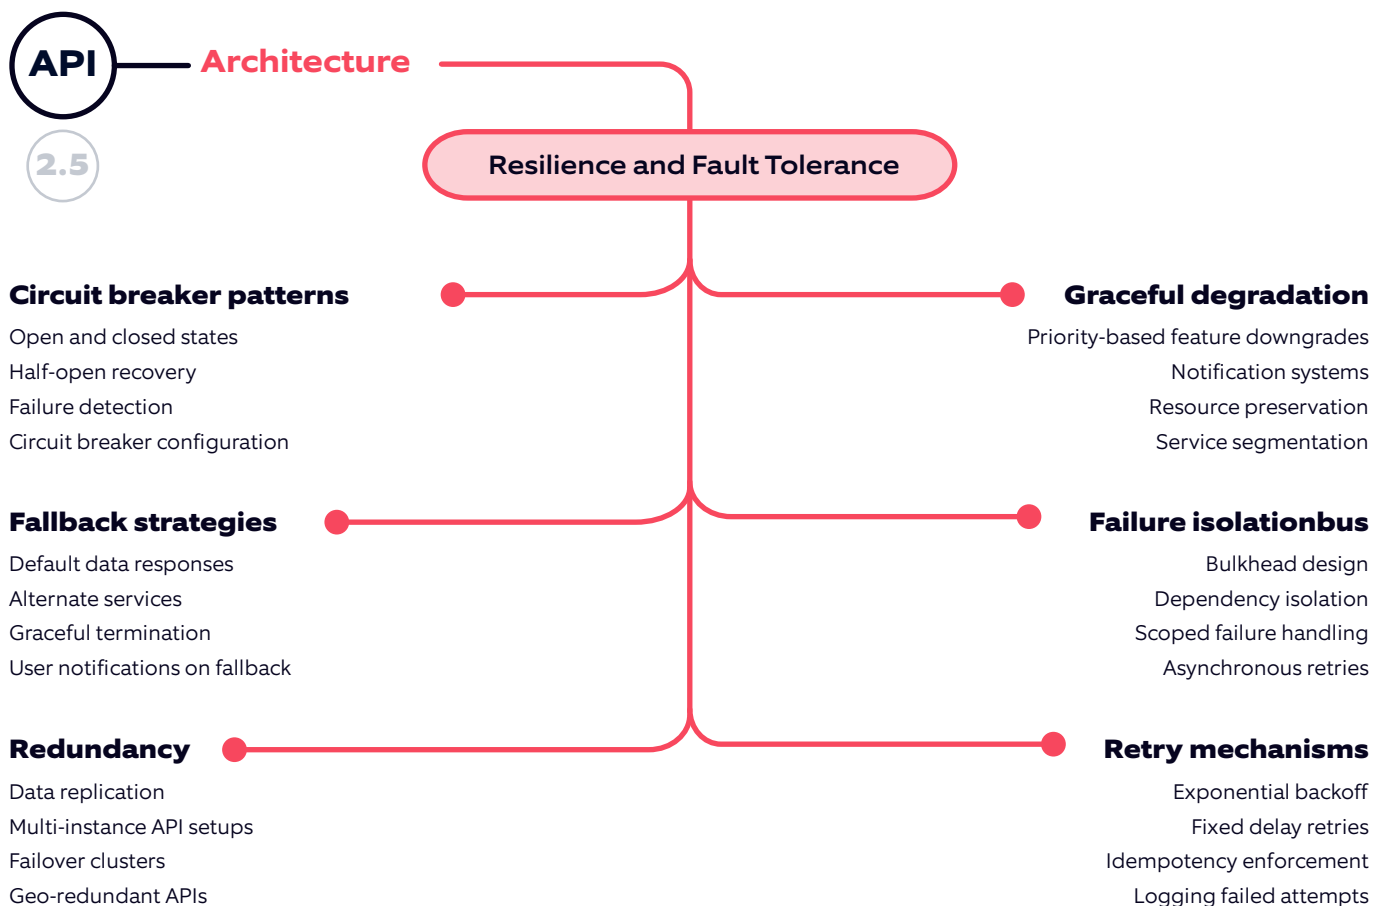 API
Architecture
2.5
Resilience and Fault Tolerance
Circuit breaker patterns
Open and closed states
Half-open recovery
Failure detection
Circuit breaker configuration
Graceful degradation
Priority-based feature downgrades
Notification systems
Resource preservation
Service segmentation
Fallback strategies
Default data responses
Alternate services
Graceful termination
User notifications on fallback
Failure isolationbus
Bulkhead design
Dependency isolation
Scoped failure handling
Asynchronous retries
Redundancy
Data replication
Multi-instance API setups
Failover clusters
Geo-redundant APIs
Retry mechanisms
Exponential backoff
Fixed delay retries
Idempotency enforcement
Logging failed attempts